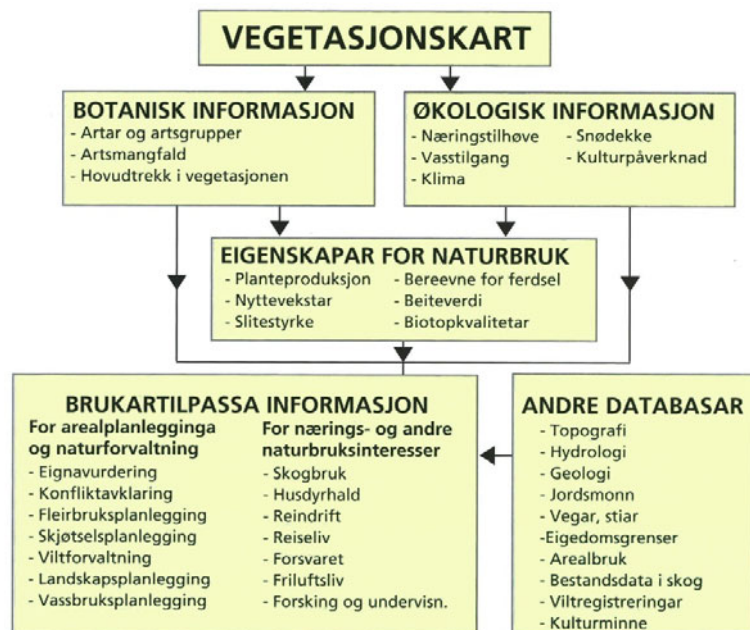 VEGETASJONSKART
BOTANISK INFORMASJON
- Artar og artsgrupper
- Artsmangfald
- Hovudtrekk i vegetasjonen
ØKOLOGISK INFORMASJON
- Næringstilhøve
- Vasstilgang
- Klima
- Snødekke
- Kulturpåverknad
EIGENSKAPAR FOR NATURBRUK
- Planteproduksjon
- Nyttevekstar
- Slitestyrke
- Bereevne for ferdsel
- Beiteverdi
- Biotopkvalitetar
BRUKARTILPASSA INFORMASJON
For arealplanlegginga
og naturforvaltning
- Eignavurdering
- Konfliktavklaring
- Fleirbruksplanlegging
- Skjøtselsplanlegging
- Viltforvaltning
- Landskapsplanlegging
- Vassbruksplanlegging
For nærings- og andre
naturbruksinteresser
- Skogbruk
- Husdyrhald
- Reindrift
- Reiseliv
- Forsvaret
- Friluftsliv
- Forsking og undervisn.
ANDRE DATABASAR
- Topografi
- Hydrologi
- Geologi
- Jordsmonn
- Vegar, stiar
-Eigedomsgrenser
- Arealbruk
- Bestandsdata i skog
- Viltregistreringar
- Kulturminne